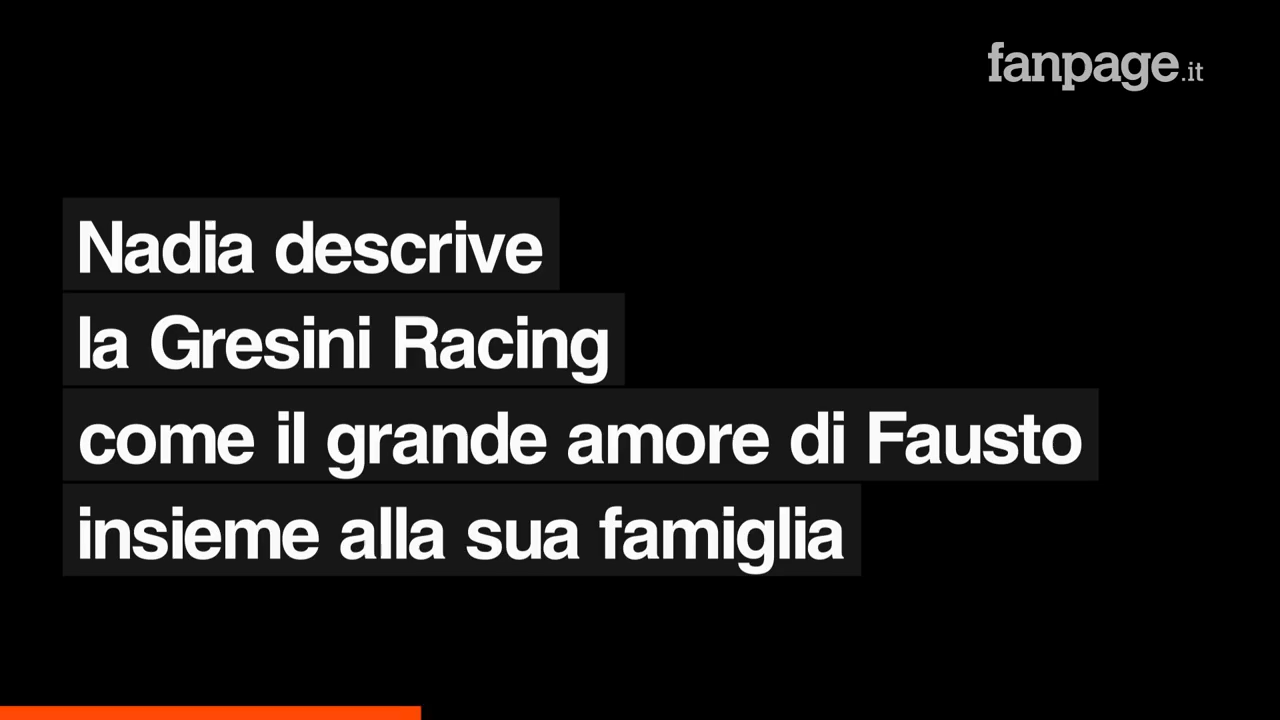 fanpage.it
Nadia descrive
la Gresini Racing
come il grande amore di Fausto
insieme alla sua famiglia